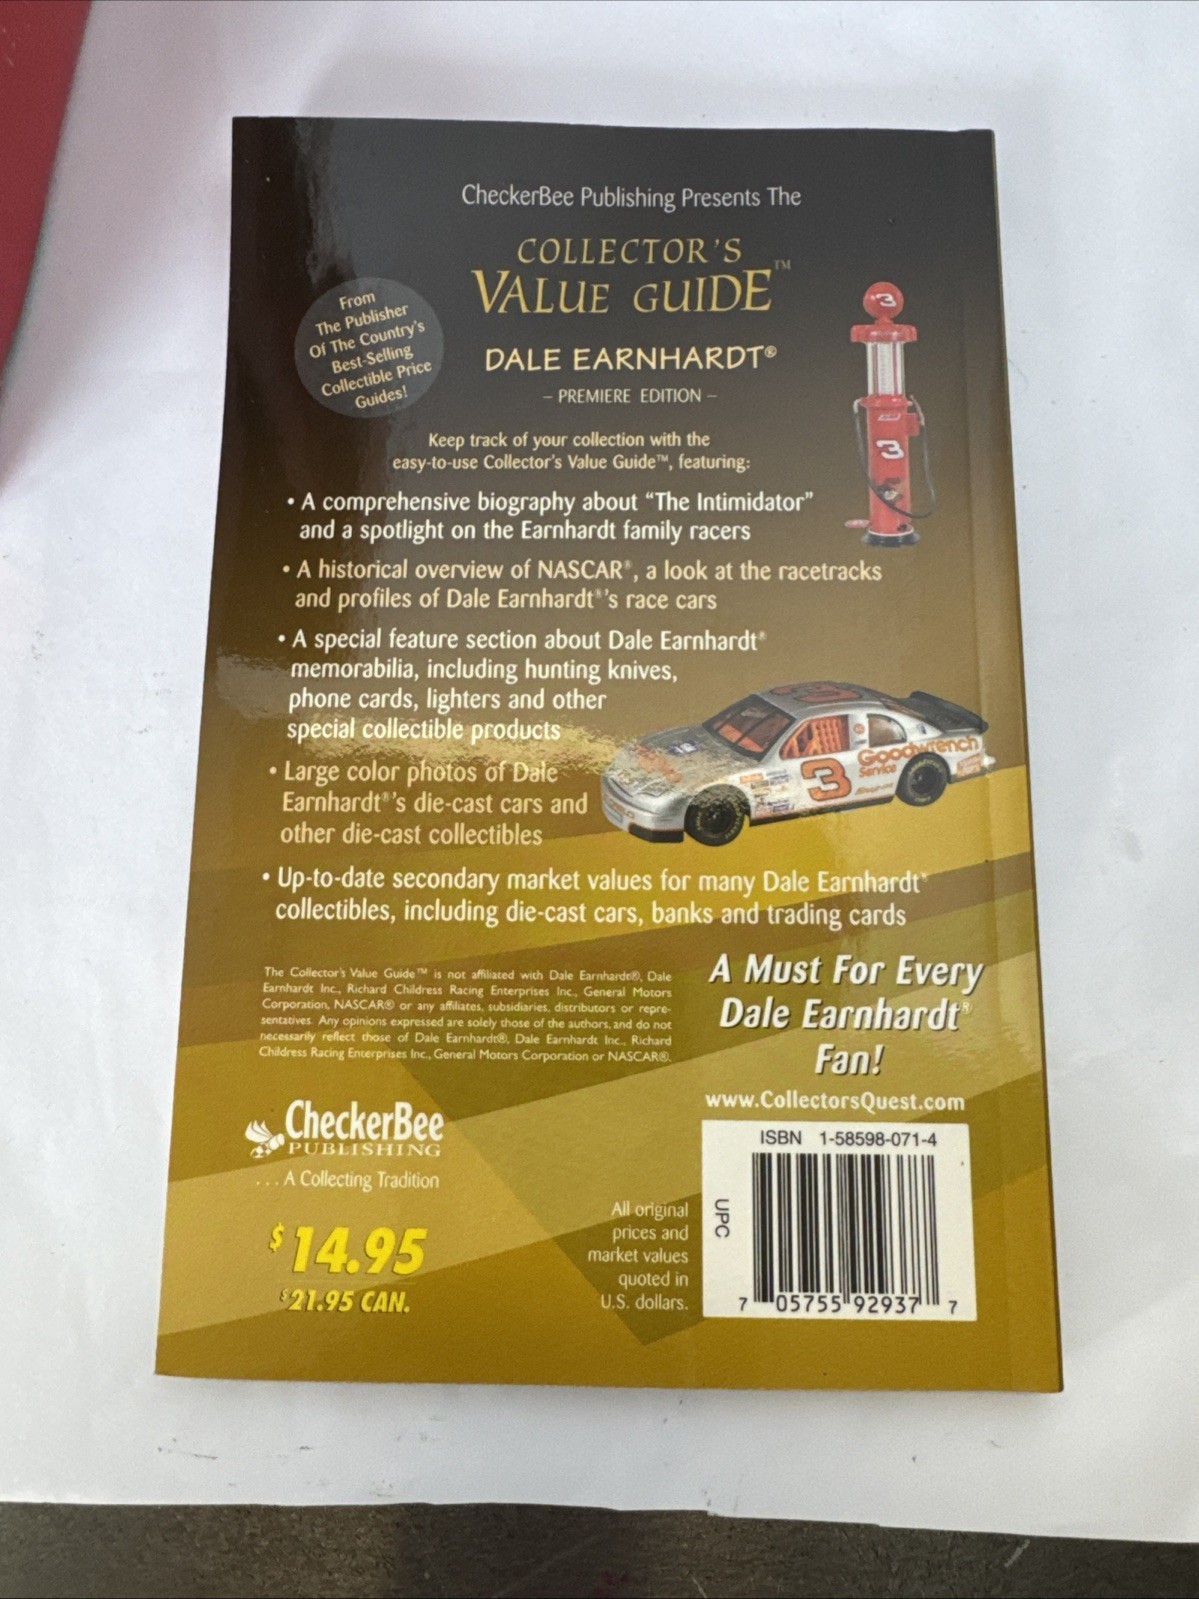 CheckerBee Publishing Presents The
COLLECTOR'S
VALUE GUIDE™
DALE EARNHARDT®
– PREMIERE EDITION –
From
The Publisher
Of The Country's
Best-Selling
Collectible Price
Guides!
3
3
Keep track of your collection with the
easy-to-use Collector's Value Guide™, featuring:
• A comprehensive biography about “The Intimidator”
and a spotlight on the Earnhardt family racers
• A historical overview of NASCAR®, a look at the racetracks
and profiles of Dale Earnhardt®'s race cars
• A special feature section about Dale Earnhardt®
memorabilia, including hunting knives,
phone cards, lighters and other
special collectible products
• Large color photos of Dale
Earnhardt®'s die-cast cars and
other die-cast collectibles
3
Goodwrench
Service
• Up-to-date secondary market values for many Dale Earnhardt®
collectibles, including die-cast cars, banks and trading cards
The Collector's Value Guide™ is not affiliated with Dale Earnhardt®, Dale
Earnhardt Inc., Richard Childress Racing Enterprises Inc., General Motors
Corporation, NASCAR® or any affiliates, subsidiaries, distributors or repre-
sentatives. Any opinions expressed are solely those of the authors, and do not
necessarily reflect those of Dale Earnhardt®, Dale Earnhardt Inc., Richard
Childress Racing Enterprises Inc., General Motors Corporation or NASCAR®.
A Must For Every
Dale Earnhardt®
Fan!
www.CollectorsQuest.com
CheckerBee
PUBLISHING
. . . A Collecting Tradition
$14.95
$21.95 CAN.
All original
prices and
market values
quoted in
U.S. dollars.
ISBN 1-58598-071-4
UPC
7 05755 92937 7